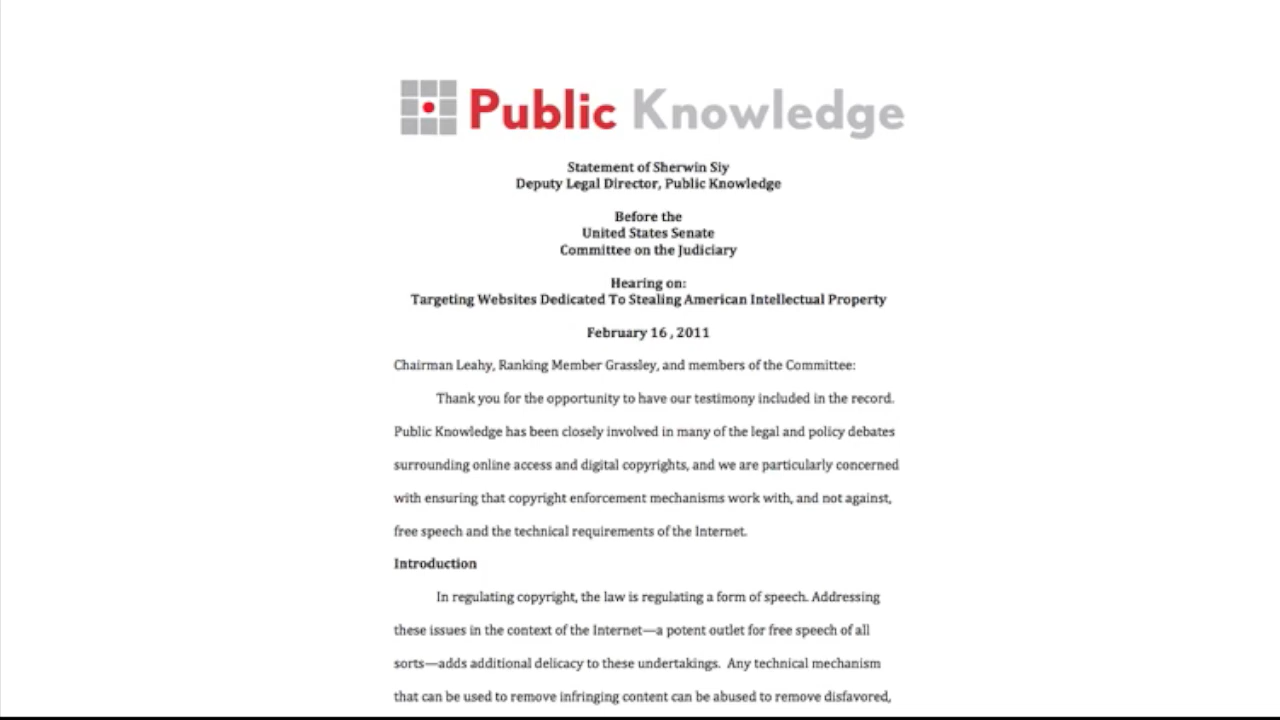 Public Knowledge
Statement of Sherwin Siy
Deputy Legal Director, Public Knowledge
Before the
United States Senate
Committee on the Judiciary
Hearing on:
Targeting Websites Dedicated To Stealing American Intellectual Property
February 16 , 2011
Chairman Leahy, Ranking Member Grassley, and members of the Committee:
Thank you for the opportunity to have our testimony included in the record.
Public Knowledge has been closely involved in many of the legal and policy debates
surrounding online access and digital copyrights, and we are particularly concerned
with ensuring that copyright enforcement mechanisms work with, and not against,
free speech and the technical requirements of the Internet.
Introduction
In regulating copyright, the law is regulating a form of speech. Addressing
these issues in the context of the Internet—a potent outlet for free speech of all
sorts—adds additional delicacy to these undertakings.  Any technical mechanism
that can be used to remove infringing content can be abused to remove disfavored,